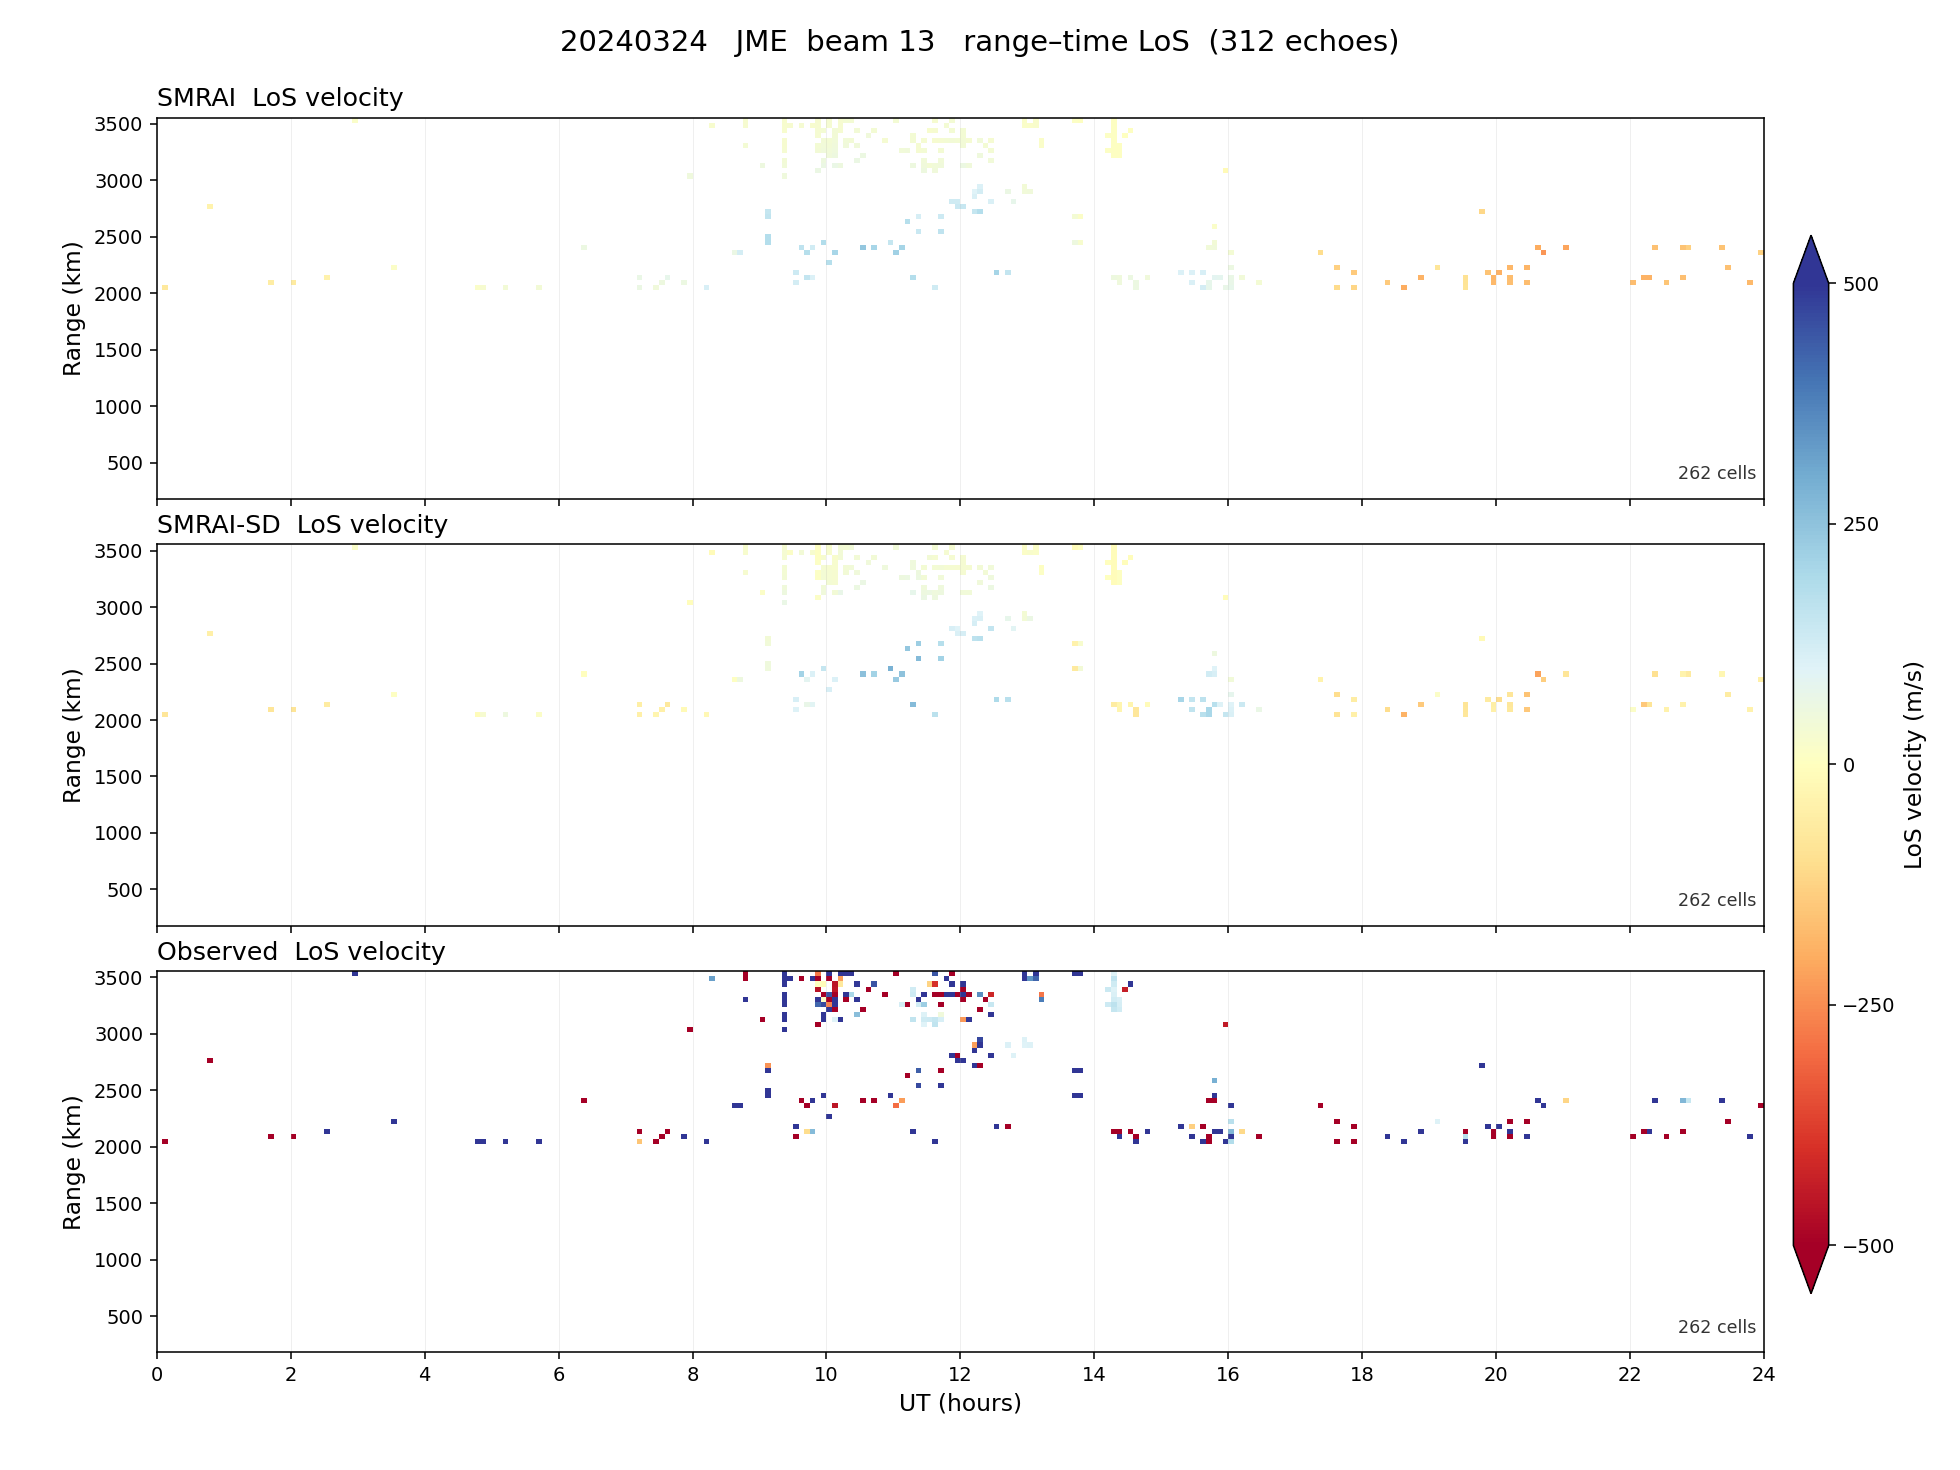 20240324   JME  beam 13   range–time LoS  (312 echoes)
SMRAI  LoS velocity
3500
3000
2500
2000
1500
1000
500
Range (km)
262 cells
SMRAI-SD  LoS velocity
3500
3000
2500
2000
1500
1000
500
Range (km)
262 cells
Observed  LoS velocity
3500
3000
2500
2000
1500
1000
500
Range (km)
262 cells
0 2 4 6 8 10 12 14 16 18 20 22 24
UT (hours)
500
250
0
−250
−500
LoS velocity (m/s)